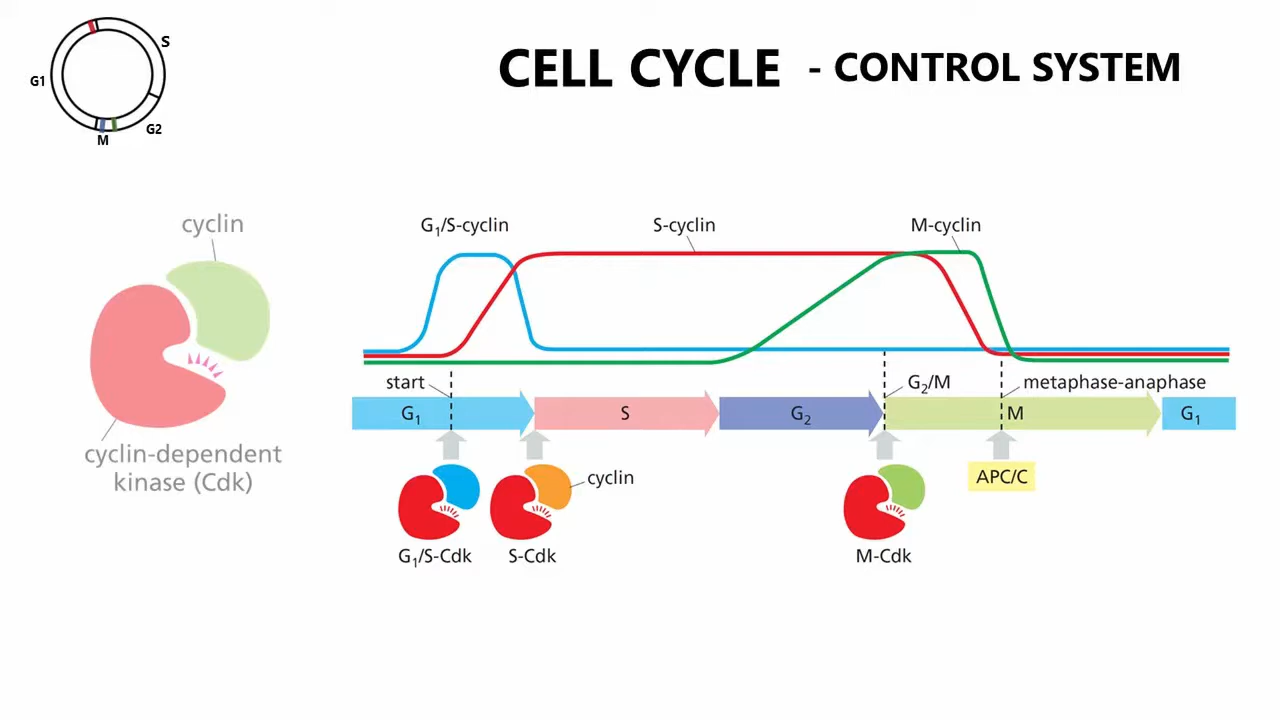 CELL CYCLE - CONTROL SYSTEM
S
G1
G2
M
cyclin
cyclin-dependent
kinase (Cdk)
G₁/S-cyclin
S-cyclin
M-cyclin
start
G₂/M
metaphase-anaphase
G₁
S
G₂
M
G₁
cyclin
APC/C
G₁/S-Cdk
S-Cdk
M-Cdk